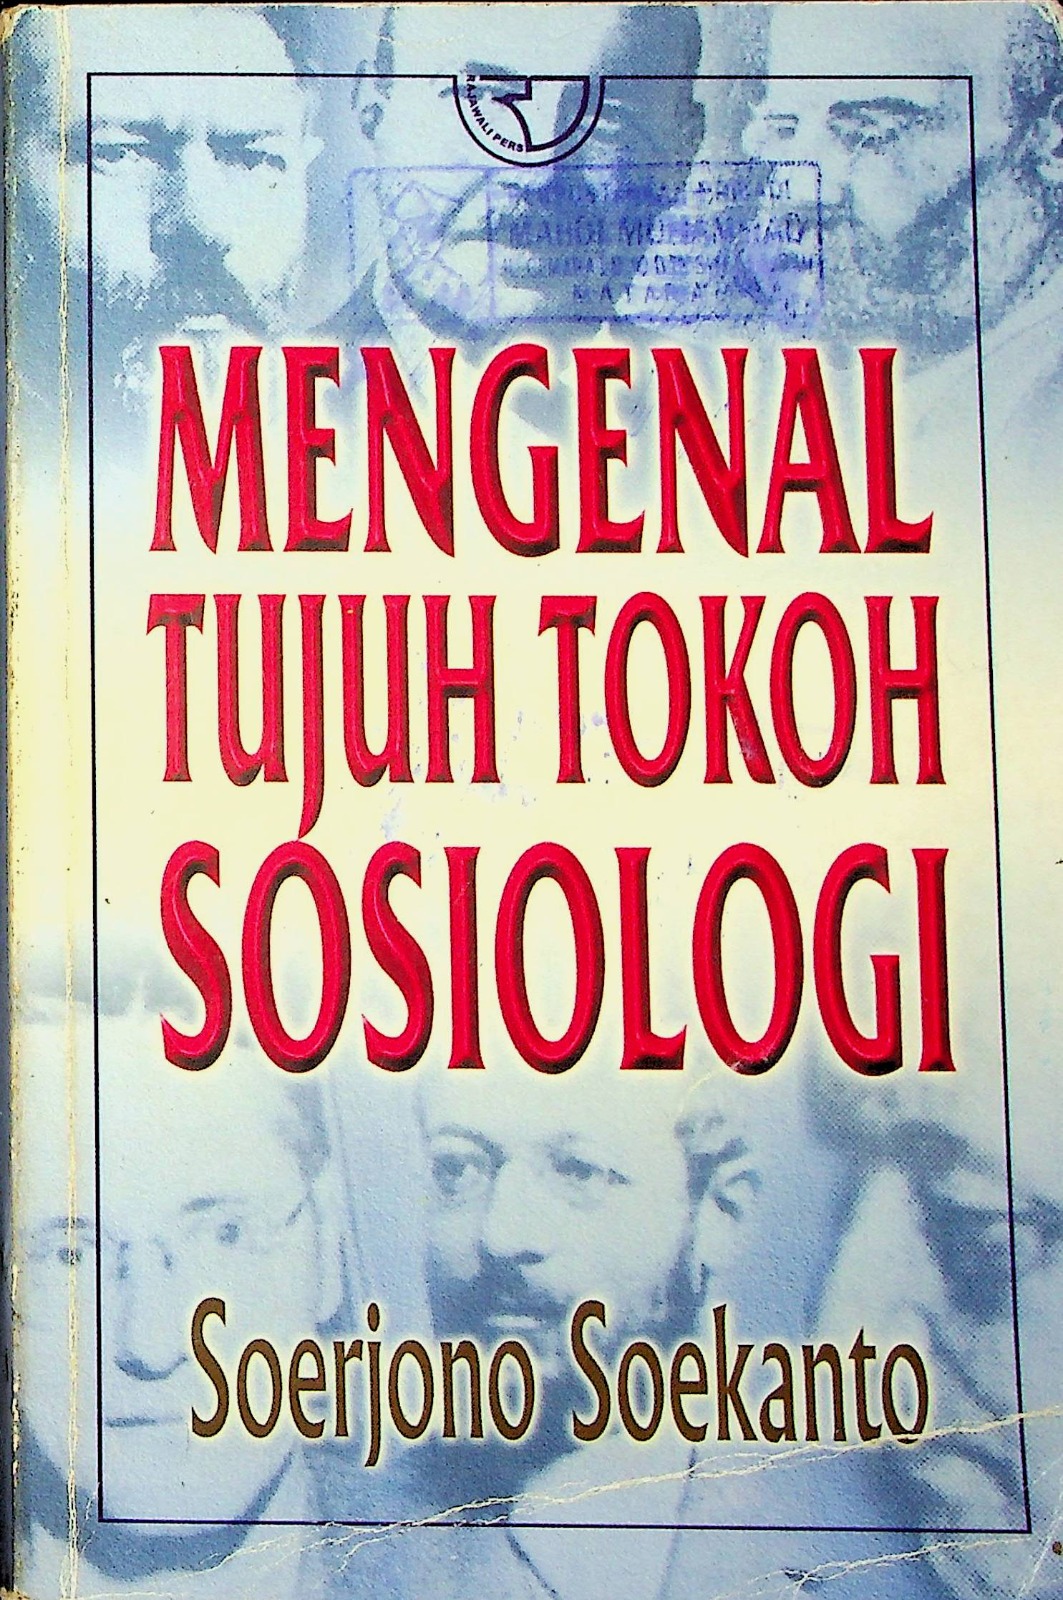 RAJAWALI PERS
MENGENAL
TUJUH TOKOH
SOSIOLOGI
Soerjono Soekanto